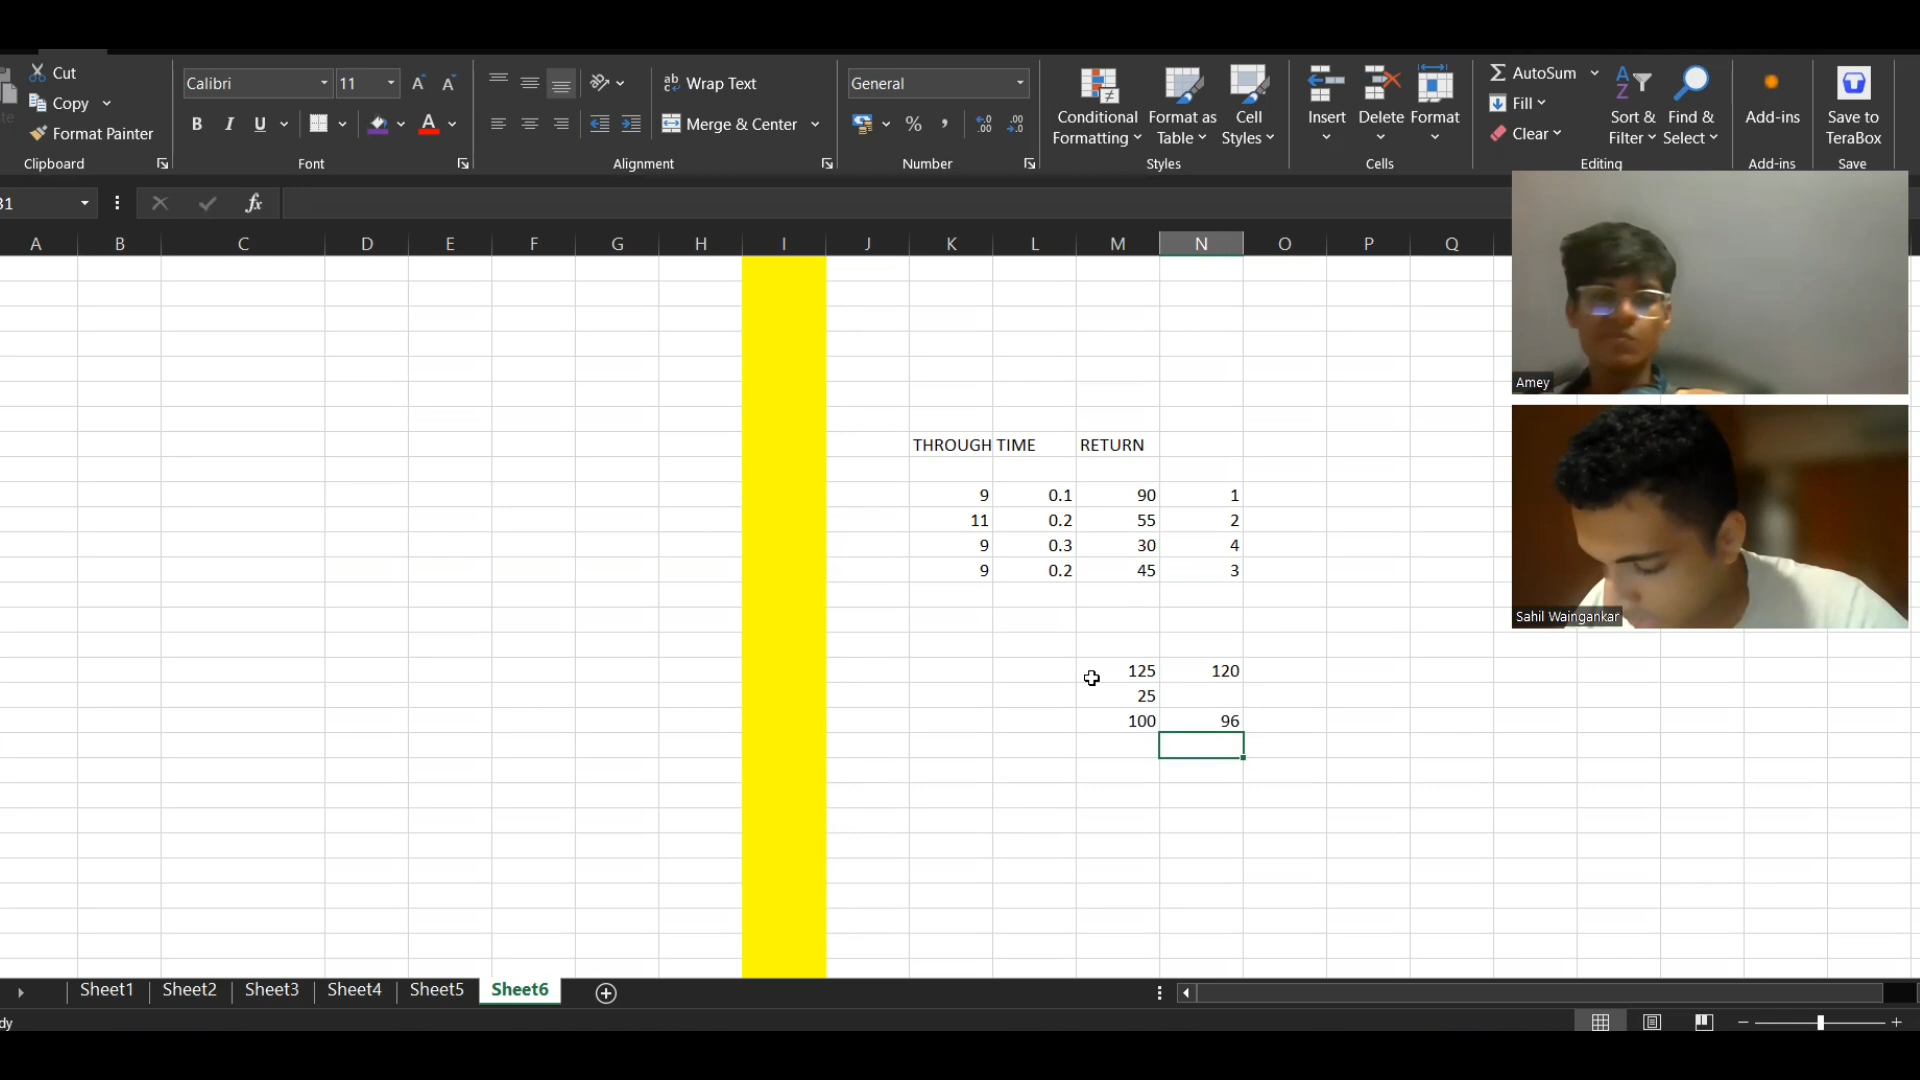 Cut
Copy
Format Painter
Clipboard
Calibri 11
B I U
Font
ab Wrap Text
Merge & Center
Alignment
General
%
Number
Conditional Formatting
Format as Table
Cell Styles
Styles
Insert
Delete
Format
Cells
AutoSum
Fill
Clear
Sort & Filter
Find & Select
Editing
Add-ins
Add-ins
Save to TeraBox
Save
31
fx
A B C D E F G H I J K L M N O P Q
THROUGH TIME RETURN
9 0.1 90 1
11 0.2 55 2
9 0.3 30 4
9 0.2 45 3
125 120
25
100 96
Amey
Sahil Waingankar
Sheet1 Sheet2 Sheet3 Sheet4 Sheet5 Sheet6
dy